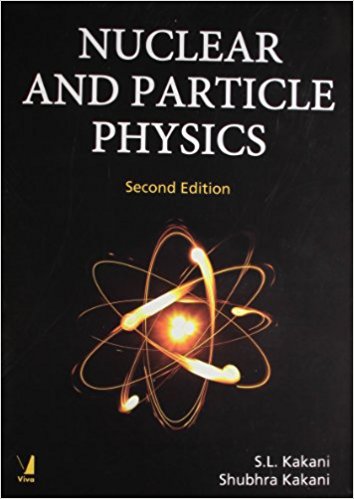 NUCLEAR
AND PARTICLE
PHYSICS
Second Edition
S.L. Kakani
Shubhra Kakani
Viva